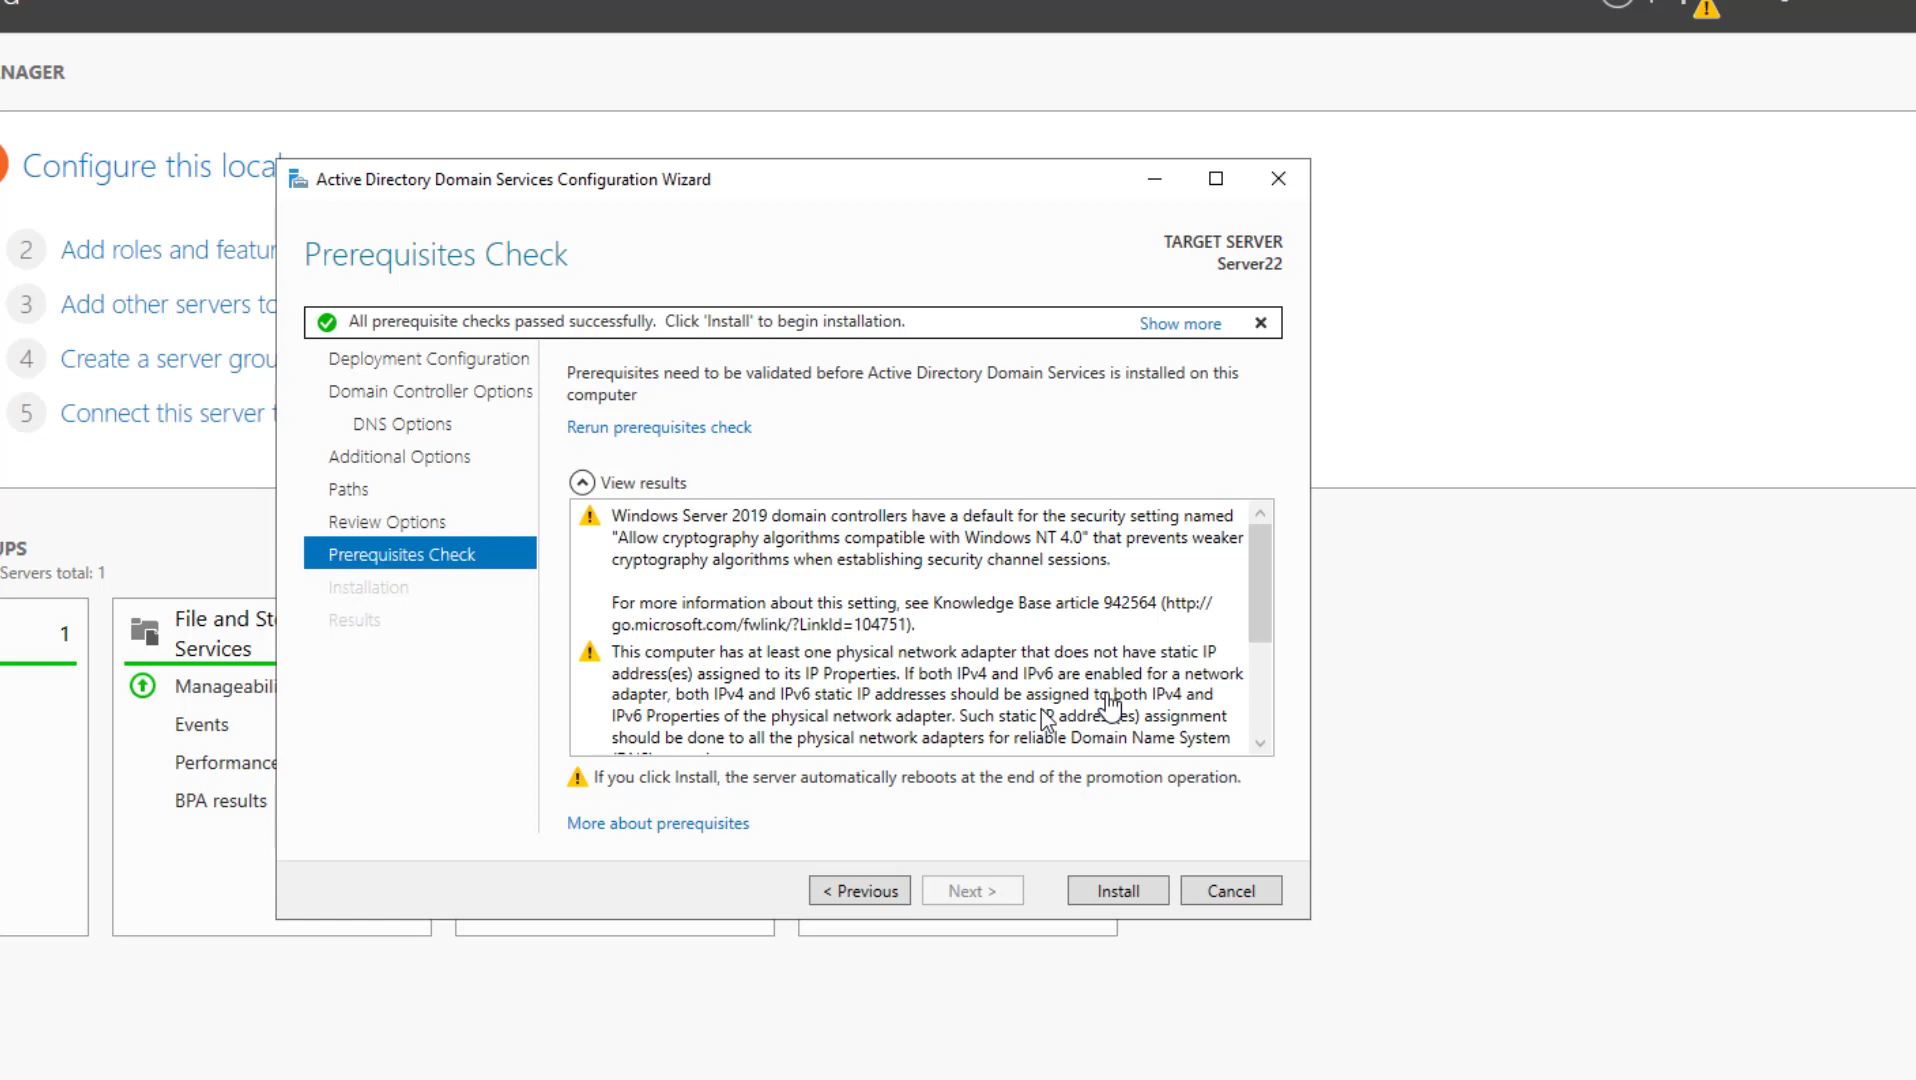 NAGER
Configure this loca
2 Add roles and featur
3 Add other servers to
4 Create a server grou
5 Connect this server t
UPS
Servers total: 1
1
File and Sto
Services
Manageabili
Events
Performance
BPA results
Active Directory Domain Services Configuration Wizard
Prerequisites Check
TARGET SERVER
Server22
All prerequisite checks passed successfully. Click 'Install' to begin installation.
Show more
Deployment Configuration
Domain Controller Options
DNS Options
Additional Options
Paths
Review Options
Prerequisites Check
Installation
Results
Prerequisites need to be validated before Active Directory Domain Services is installed on this
computer
Rerun prerequisites check
View results
Windows Server 2019 domain controllers have a default for the security setting named
"Allow cryptography algorithms compatible with Windows NT 4.0" that prevents weaker
cryptography algorithms when establishing security channel sessions.
For more information about this setting, see Knowledge Base article 942564 (http://
go.microsoft.com/fwlink/?LinkId=104751).
This computer has at least one physical network adapter that does not have static IP
address(es) assigned to its IP Properties. If both IPv4 and IPv6 are enabled for a network
adapter, both IPv4 and IPv6 static IP addresses should be assigned to both IPv4 and
IPv6 Properties of the physical network adapter. Such static IP address(es) assignment
should be done to all the physical network adapters for reliable Domain Name System
If you click Install, the server automatically reboots at the end of the promotion operation.
More about prerequisites
< Previous
Next >
Install
Cancel